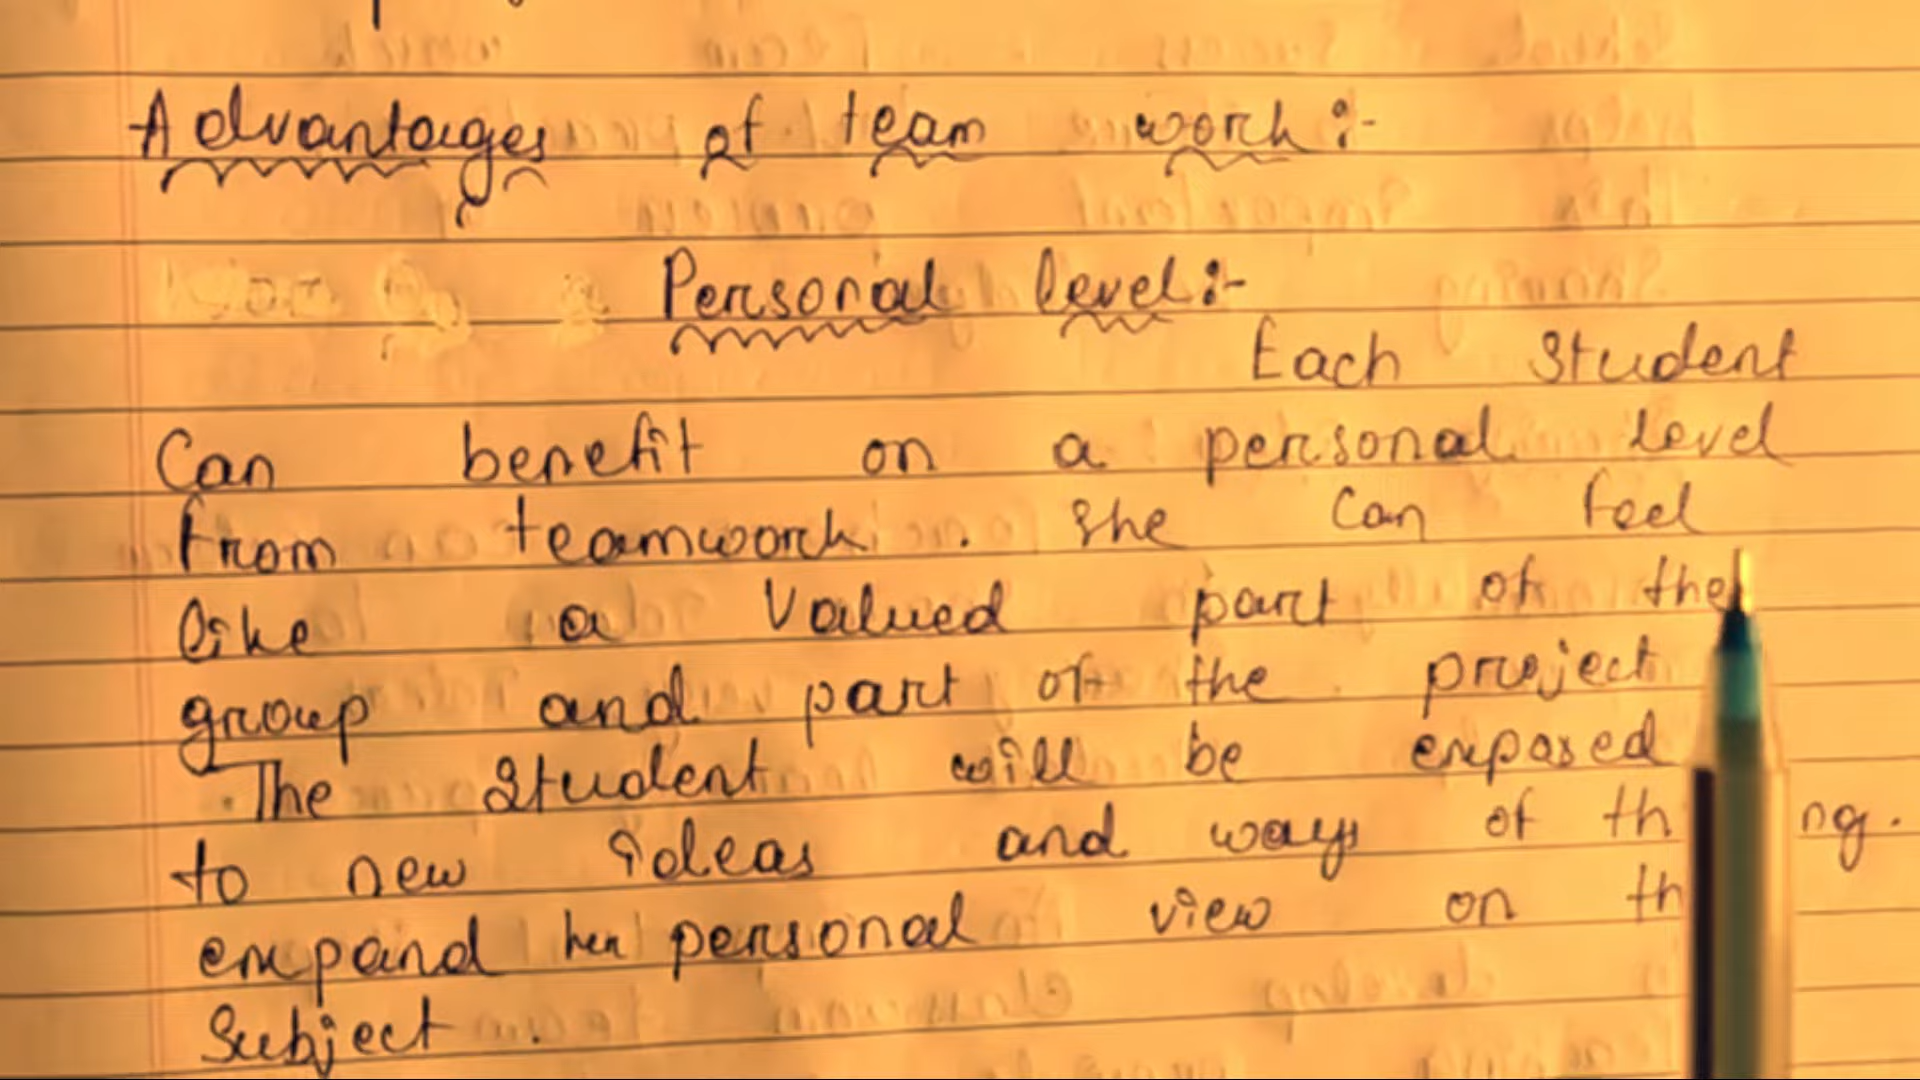 Advantages of team work :-
Personal level :-
Each Student
Can benefit on a personal level
from teamwork. She can feel
like a Valued part of the
group and part of the project
The Student will be exposed
to new ideas and ways of
expand her personal view on
Subject.